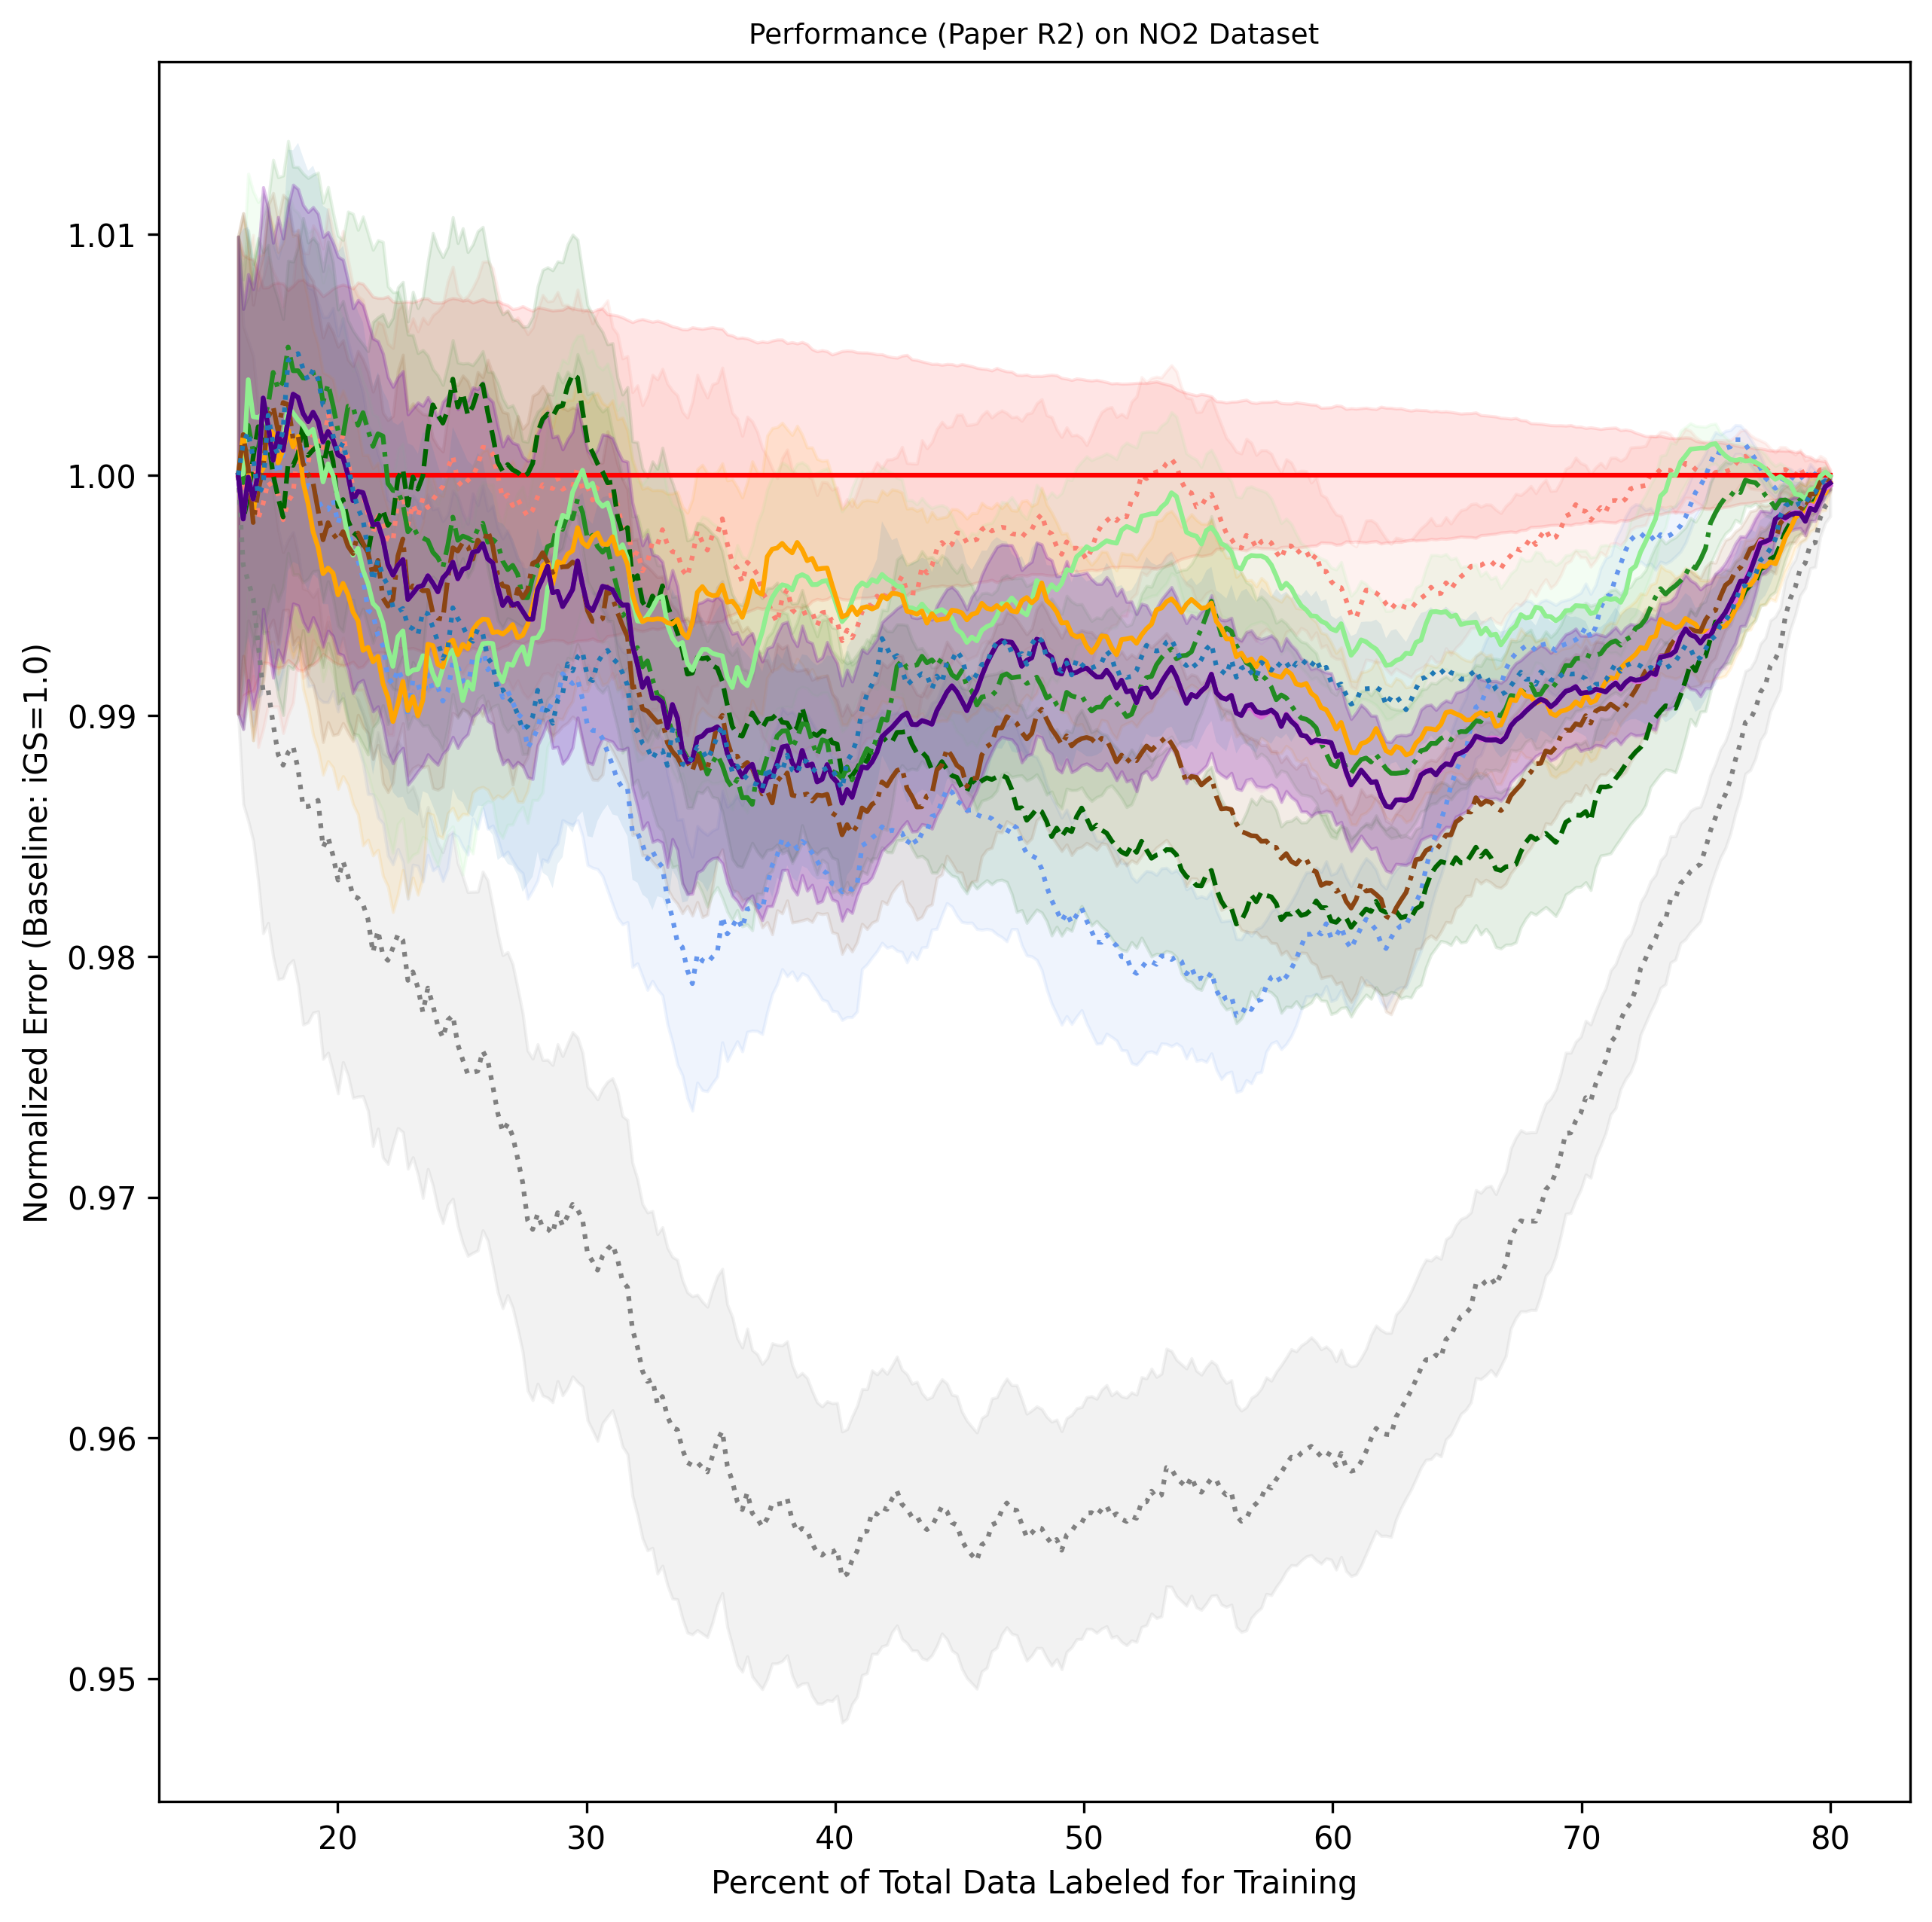 Performance (Paper R2) on NO2 Dataset
Normalized Error (Baseline: iGS=1.0)
1.01
1.00
0.99
0.98
0.97
0.96
0.95
20 30 40 50 60 70 80
Percent of Total Data Labeled for Training